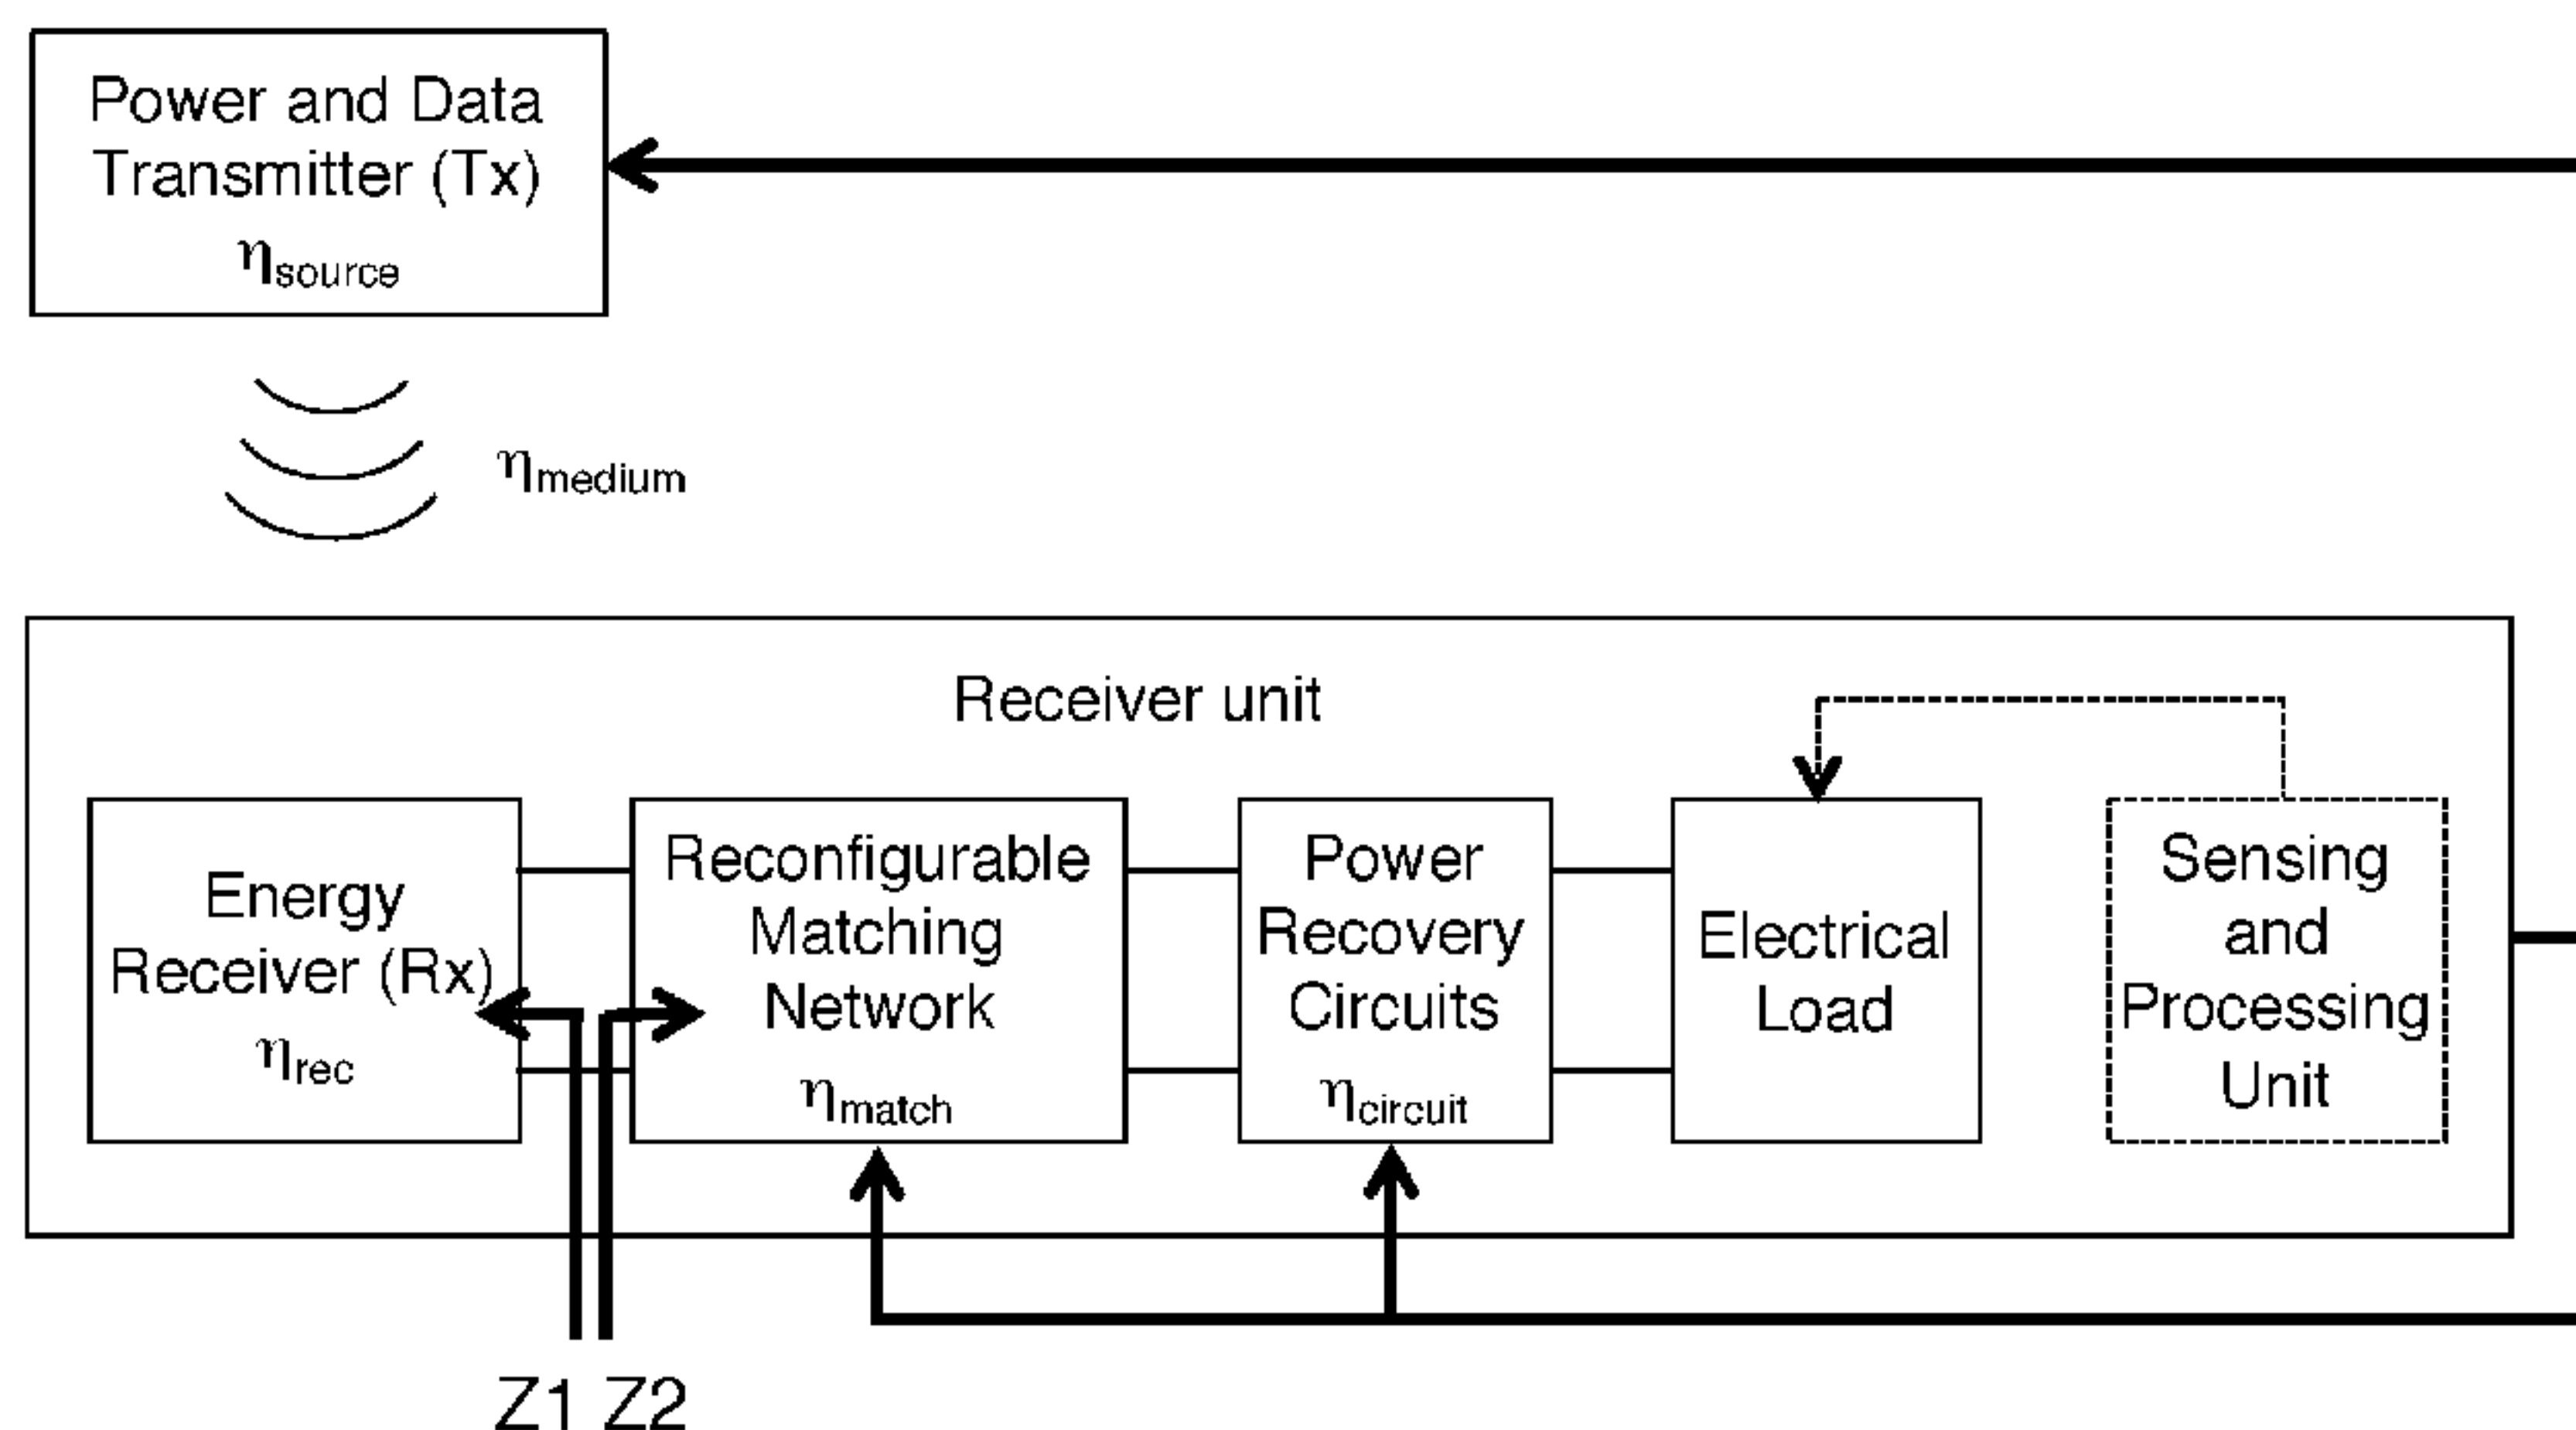 Power and Data
Transmitter (Tx)
ηsource
ηmedium
Receiver unit
Energy
Receiver (Rx)
ηrec
Reconfigurable
Matching
Network
ηmatch
Power
Recovery
Circuits
ηcircuit
Electrical
Load
Sensing
and
Processing
Unit
Z1 Z2